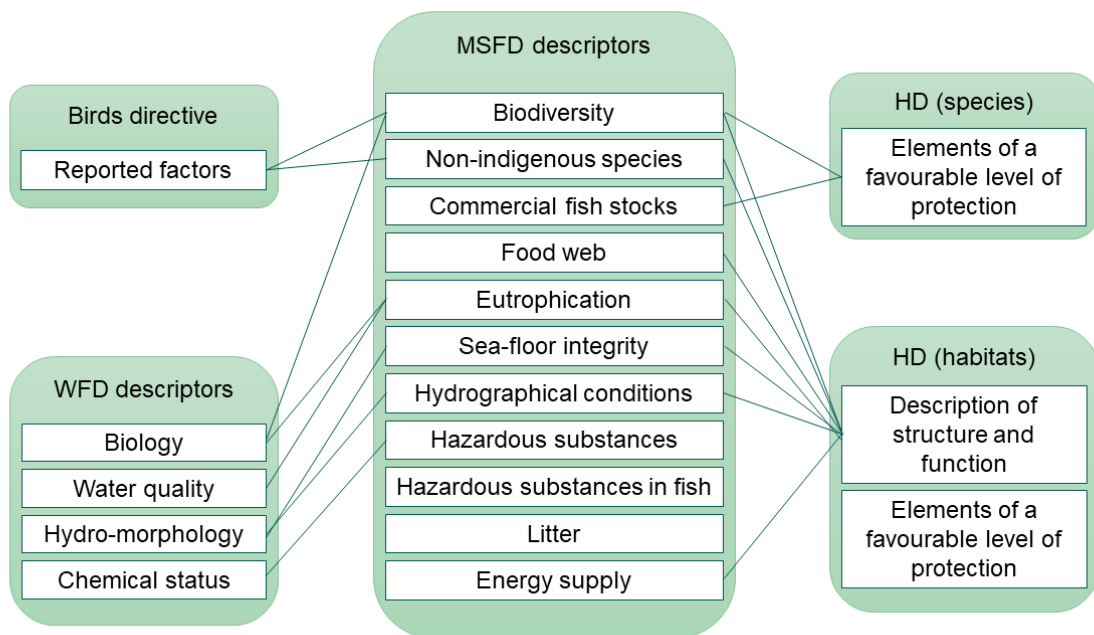 Birds directive
Reported factors
WFD descriptors
Biology
Water quality
Hydro-morphology
Chemical status
MSFD descriptors
Biodiversity
Non-indigenous species
Commercial fish stocks
Food web
Eutrophication
Sea-floor integrity
Hydrographical conditions
Hazardous substances
Hazardous substances in fish
Litter
Energy supply
HD (species)
Elements of a
favourable level of
protection
HD (habitats)
Description of
structure and
function
Elements of a
favourable level of
protection